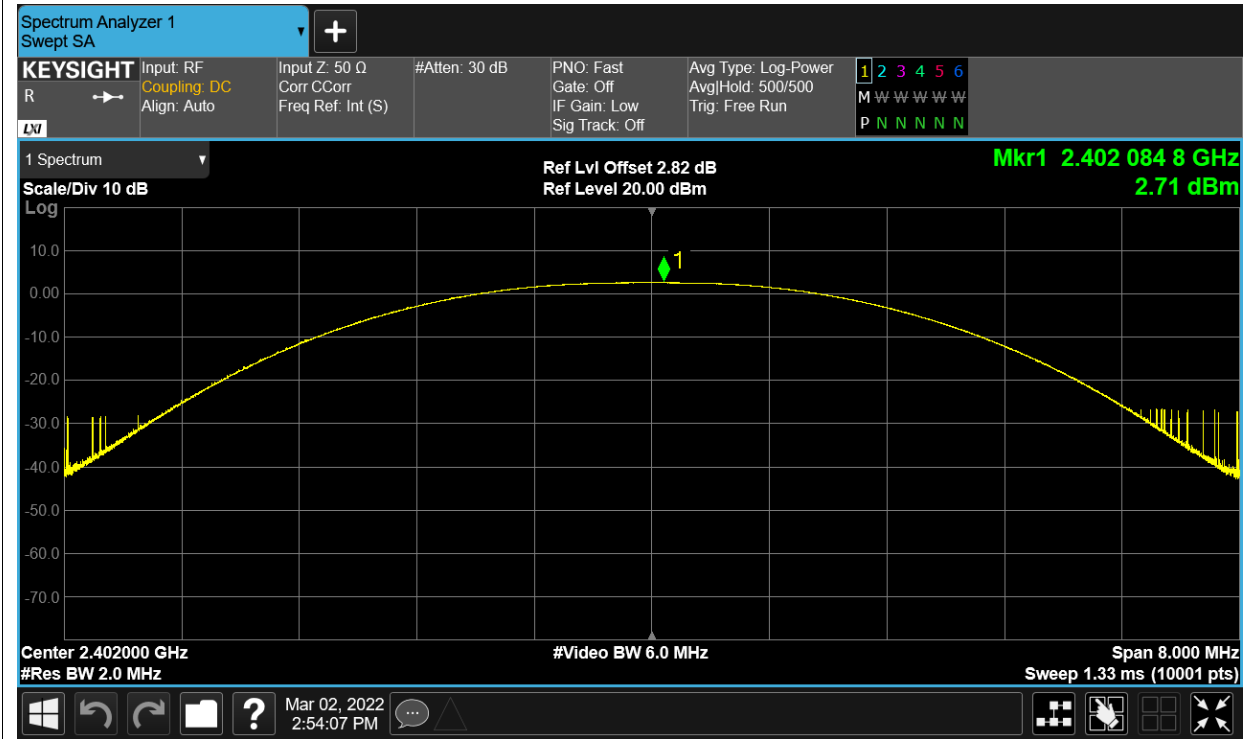 Spectrum Analyzer 1
Swept SA
+
KEYSIGHT
R
LXI
Input: RF
Coupling: DC
Align: Auto
Input Z: 50 Ω
Corr CCorr
Freq Ref: Int (S)
#Atten: 30 dB
PNO: Fast
Gate: Off
IF Gain: Low
Sig Track: Off
Avg Type: Log-Power
Avg|Hold: 500/500
Trig: Free Run
1 2 3 4 5 6
M W W W W W
P N N N N N
1 Spectrum
Scale/Div 10 dB
Ref Lvl Offset 2.82 dB
Ref Level 20.00 dBm
Mkr1 2.402 084 8 GHz
2.71 dBm
Log
10.0
0.00
-10.0
-20.0
-30.0
-40.0
-50.0
-60.0
-70.0
1
Center 2.402000 GHz
#Res BW 2.0 MHz
#Video BW 6.0 MHz
Span 8.000 MHz
Sweep 1.33 ms (10001 pts)
?
Mar 02, 2022
2:54:07 PM